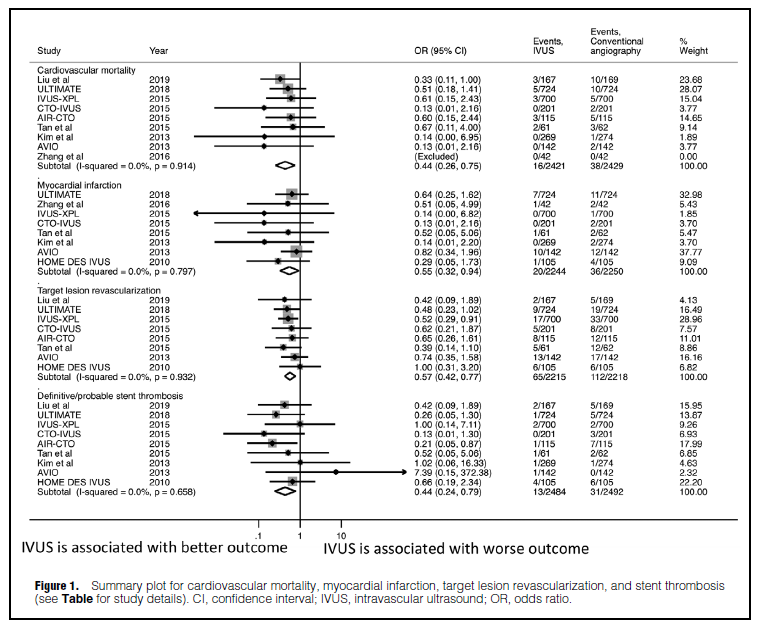 Events, Events, %
Study Year OR (95% CI) IVUS Conventional angiography Weight
Cardiovascular mortality
Liu et al 2019 0.33 (0.11, 1.00) 3/167 10/169 23.68
ULTIMATE 2018 0.51 (0.18, 1.41) 5/724 10/724 28.07
IVUS-XPL 2015 0.61 (0.15, 2.43) 3/700 5/700 15.04
CTO-IVUS 2015 0.13 (0.01, 2.16) 0/201 2/201 3.77
AIR-CTO 2015 0.60 (0.15, 2.44) 3/115 5/115 14.65
Tan et al 2015 0.67 (0.11, 4.00) 2/61 3/62 9.14
Kim et al 2013 0.14 (0.00, 6.95) 0/269 1/274 1.89
AVIO 2013 0.13 (0.01, 2.16) 0/142 2/142 3.77
Zhang et al 2016 (Excluded) 0/42 0/42 0.00
Subtotal (I-squared = 0.0%, p = 0.914) 0.44 (0.26, 0.75) 16/2421 38/2429 100.00
.
Myocardial infarction
ULTIMATE 2018 0.64 (0.25, 1.62) 7/724 11/724 32.98
Zhang et al 2016 0.51 (0.05, 4.99) 1/42 2/42 5.43
IVUS-XPL 2015 0.14 (0.00, 6.82) 0/700 1/700 1.85
CTO-IVUS 2015 0.13 (0.01, 2.16) 0/201 2/201 3.70
Tan et al 2015 0.52 (0.05, 5.06) 1/61 2/62 5.47
Kim et al 2013 0.14 (0.01, 2.20) 0/269 2/274 3.70
AVIO 2013 0.82 (0.34, 1.96) 10/142 12/142 37.77
HOME DES IVUS 2010 0.29 (0.05, 1.73) 1/105 4/105 9.09
Subtotal (I-squared = 0.0%, p = 0.797) 0.55 (0.32, 0.94) 20/2244 36/2250 100.00
.
Target lesion revascularization
Liu et al 2019 0.42 (0.09, 1.89) 2/167 5/169 4.13
ULTIMATE 2018 0.48 (0.23, 1.02) 9/724 19/724 16.49
IVUS-XPL 2015 0.52 (0.29, 0.91) 17/700 33/700 28.96
CTO-IVUS 2015 0.62 (0.21, 1.87) 5/201 8/201 7.57
AIR-CTO 2015 0.65 (0.26, 1.61) 8/115 12/115 11.01
Tan et al 2015 0.39 (0.14, 1.10) 5/61 12/62 8.86
AVIO 2013 0.74 (0.35, 1.58) 13/142 17/142 16.16
HOME DES IVUS 2010 1.00 (0.31, 3.20) 6/105 6/105 6.82
Subtotal (I-squared = 0.0%, p = 0.932) 0.57 (0.42, 0.77) 65/2215 112/2218 100.00
.
Definitive/probable stent thrombosis
Liu et al 2019 0.42 (0.09, 1.89) 2/167 5/169 15.95
ULTIMATE 2018 0.26 (0.05, 1.30) 1/724 5/724 13.87
IVUS-XPL 2015 1.00 (0.14, 7.11) 2/700 2/700 9.26
CTO-IVUS 2015 0.13 (0.01, 1.30) 0/201 3/201 6.93
AIR-CTO 2015 0.21 (0.05, 0.87) 1/115 7/115 17.99
Tan et al 2015 0.52 (0.05, 5.06) 1/61 2/62 6.85
Kim et al 2013 1.02 (0.06, 16.33) 1/269 1/274 4.63
AVIO 2013 7.39 (0.15, 372.38) 1/142 0/142 2.32
HOME DES IVUS 2010 0.66 (0.19, 2.34) 4/105 6/105 22.20
Subtotal (I-squared = 0.0%, p = 0.658) 0.44 (0.24, 0.79) 13/2484 31/2492 100.00
.1 1 10
IVUS is associated with better outcome IVUS is associated with worse outcome
Figure 1. Summary plot for cardiovascular mortality, myocardial infarction, target lesion revascularization, and stent thrombosis
(see Table for study details). CI, confidence interval; IVUS, intravascular ultrasound; OR, odds ratio.